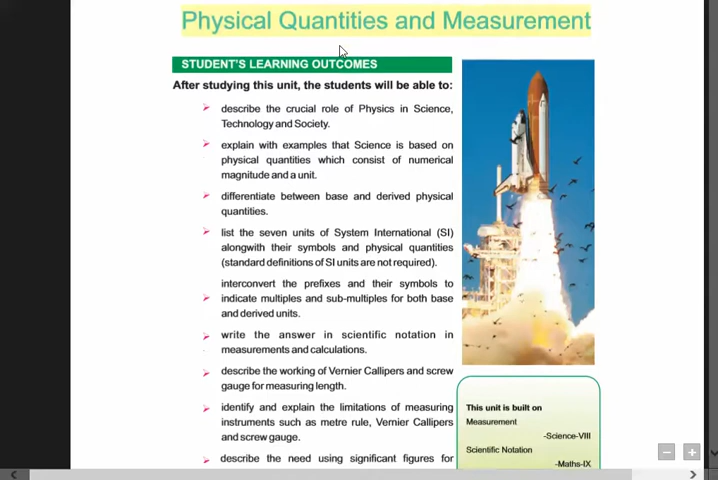 Physical Quantities and Measurement
STUDENT'S LEARNING OUTCOMES
After studying this unit, the students will be able to:
describe the crucial role of Physics in Science,
Technology and Society.
explain with examples that Science is based on
physical quantities which consist of numerical
magnitude and a unit.
differentiate between base and derived physical
quantities.
list the seven units of System International (SI)
alongwith their symbols and physical quantities
(standard definitions of SI units are not required).
interconvert the prefixes and their symbols to
indicate multiples and sub-multiples for both base
and derived units.
write the answer in scientific notation in
measurements and calculations.
describe the working of Vernier Callipers and screw
gauge for measuring length.
identify and explain the limitations of measuring
instruments such as metre rule, Vernier Callipers
and screw gauge.
describe the need using significant figures for
This unit is built on
Measurement
-Science-VIII
Scientific Notation
-Maths-IX